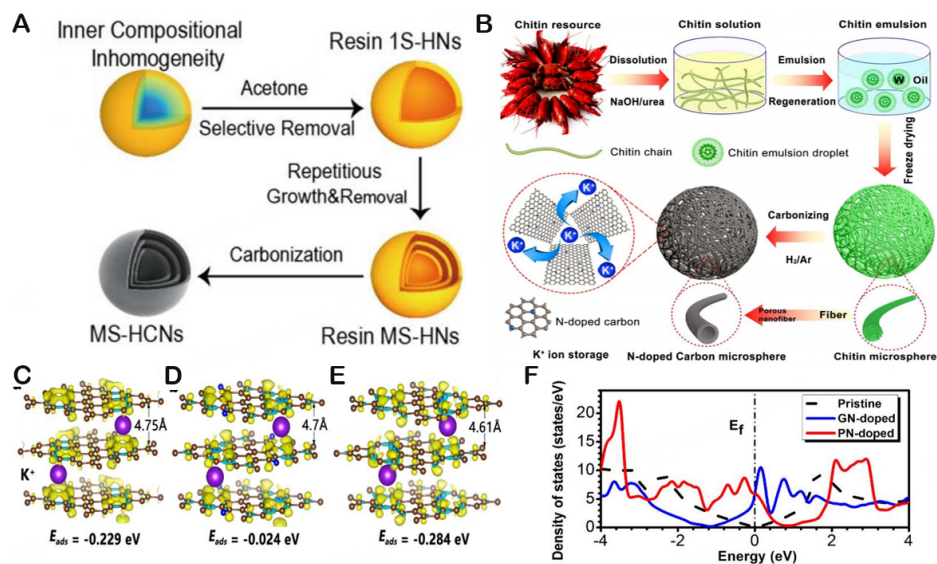 A
Inner Compositional
Inhomogeneity
Resin 1S-HNs
Acetone
Selective Removal
Repetitious
Growth&Removal
Carbonization
MS-HCNs
Resin MS-HNs
B
Chitin resource
Chitin solution
Chitin emulsion
Dissolution
NaOH/urea
Emulsion
Regeneration
W
Oil
Chitin chain
Chitin emulsion droplet
Freeze drying
K⁺
K⁺
K⁺
K⁺
Carbonizing
H₂/Ar
N-doped carbon
Porous
nanofiber
Fiber
K⁺ ion storage
N-doped Carbon microsphere
Chitin microsphere
C
4.75Å
K⁺
E_ads = -0.229 eV
D
4.7Å
E_ads = -0.024 eV
E
4.61Å
E_ads = -0.284 eV
F
Density of states (states/eV)
20
15
10
5
0
E_f
Pristine
GN-doped
PN-doped
-4
-2
0
2
4
Energy (eV)